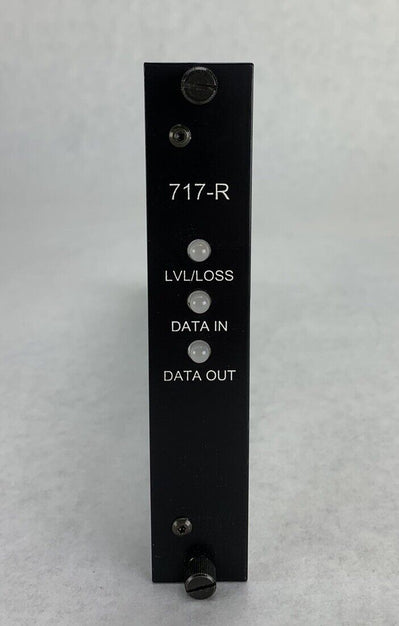 717-R
LVL/LOSS
DATA IN
DATA OUT